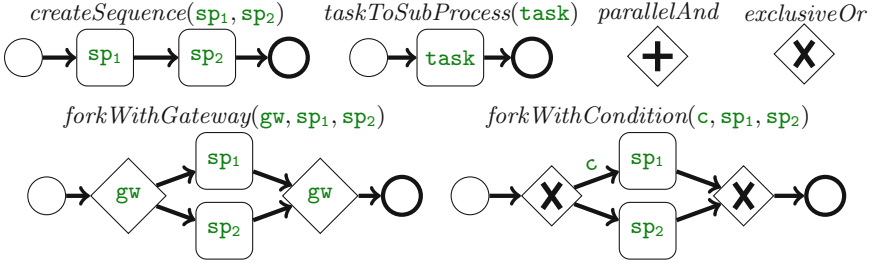 createSequence(sp₁, sp₂) taskToSubProcess(task) parallelAnd exclusiveOr
sp₁ sp₂ task
forkWithGateway(gw, sp₁, sp₂) forkWithCondition(c, sp₁, sp₂)
sp₁ c sp₁
gw gw
sp₂ sp₂